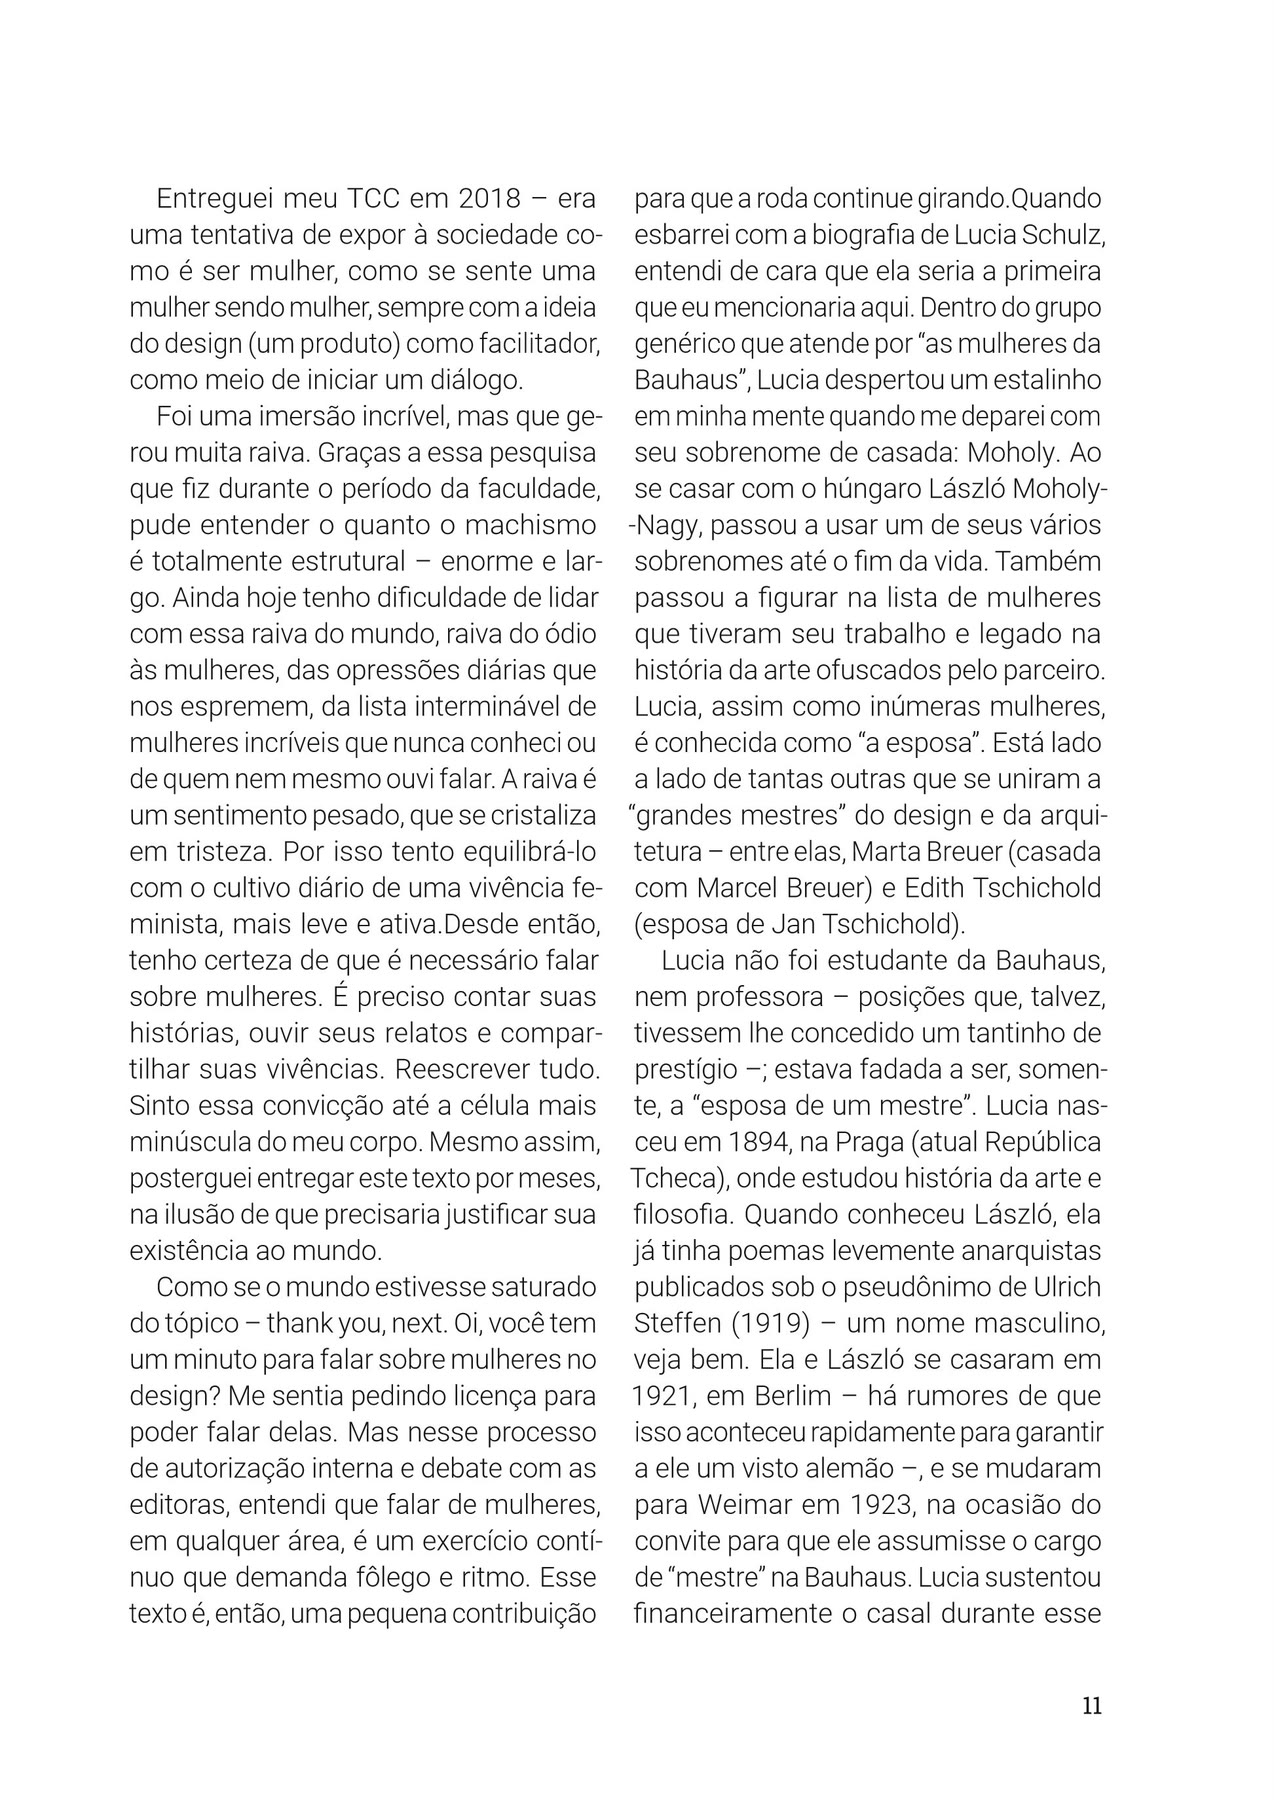 Entreguei meu TCC em 2018 – era
uma tentativa de expor à sociedade co-
mo é ser mulher, como se sente uma
mulher sendo mulher, sempre com a ideia
do design (um produto) como facilitador,
como meio de iniciar um diálogo.
Foi uma imersão incrível, mas que ge-
rou muita raiva. Graças a essa pesquisa
que fiz durante o período da faculdade,
pude entender o quanto o machismo
é totalmente estrutural – enorme e lar-
go. Ainda hoje tenho dificuldade de lidar
com essa raiva do mundo, raiva do ódio
às mulheres, das opressões diárias que
nos espremem, da lista interminável de
mulheres incríveis que nunca conheci ou
de quem nem mesmo ouvi falar. A raiva é
um sentimento pesado, que se cristaliza
em tristeza. Por isso tento equilibrá-lo
com o cultivo diário de uma vivência fe-
minista, mais leve e ativa.Desde então,
tenho certeza de que é necessário falar
sobre mulheres. É preciso contar suas
histórias, ouvir seus relatos e compar-
tilhar suas vivências. Reescrever tudo.
Sinto essa convicção até a célula mais
minúscula do meu corpo. Mesmo assim,
posterguei entregar este texto por meses,
na ilusão de que precisaria justificar sua
existência ao mundo.
Como se o mundo estivesse saturado
do tópico – thank you, next. Oi, você tem
um minuto para falar sobre mulheres no
design? Me sentia pedindo licença para
poder falar delas. Mas nesse processo
de autorização interna e debate com as
editoras, entendi que falar de mulheres,
em qualquer área, é um exercício contí-
nuo que demanda fôlego e ritmo. Esse
texto é, então, uma pequena contribuição
para que a roda continue girando.Quando
esbarrei com a biografia de Lucia Schulz,
entendi de cara que ela seria a primeira
que eu mencionaria aqui. Dentro do grupo
genérico que atende por “as mulheres da
Bauhaus”, Lucia despertou um estalinho
em minha mente quando me deparei com
seu sobrenome de casada: Moholy. Ao
se casar com o húngaro László Moholy-
-Nagy, passou a usar um de seus vários
sobrenomes até o fim da vida. Também
passou a figurar na lista de mulheres
que tiveram seu trabalho e legado na
história da arte ofuscados pelo parceiro.
Lucia, assim como inúmeras mulheres,
é conhecida como “a esposa”. Está lado
a lado de tantas outras que se uniram a
“grandes mestres” do design e da arqui-
tetura – entre elas, Marta Breuer (casada
com Marcel Breuer) e Edith Tschichold
(esposa de Jan Tschichold).
Lucia não foi estudante da Bauhaus,
nem professora – posições que, talvez,
tivessem lhe concedido um tantinho de
prestígio –; estava fadada a ser, somen-
te, a “esposa de um mestre”. Lucia nas-
ceu em 1894, na Praga (atual República
Tcheca), onde estudou história da arte e
filosofia. Quando conheceu László, ela
já tinha poemas levemente anarquistas
publicados sob o pseudônimo de Ulrich
Steffen (1919) – um nome masculino,
veja bem. Ela e László se casaram em
1921, em Berlim – há rumores de que
isso aconteceu rapidamente para garantir
a ele um visto alemão –, e se mudaram
para Weimar em 1923, na ocasião do
convite para que ele assumisse o cargo
de “mestre” na Bauhaus. Lucia sustentou
financeiramente o casal durante esse
11